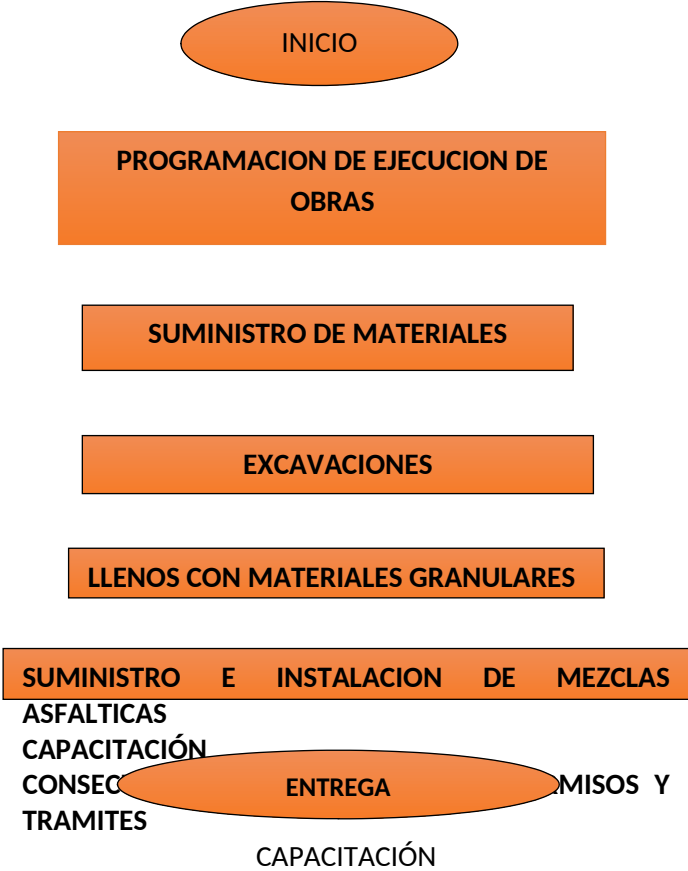 INICIO
PROGRAMACION DE EJECUCION DE
OBRAS
SUMINISTRO DE MATERIALES
EXCAVACIONES
LLENOS CON MATERIALES GRANULARES
SUMINISTRO E INSTALACION DE MEZCLAS
ASFALTICAS
CAPACITACIÓN
ENTREGA
Y
TRAMITES
CAPACITACIÓN